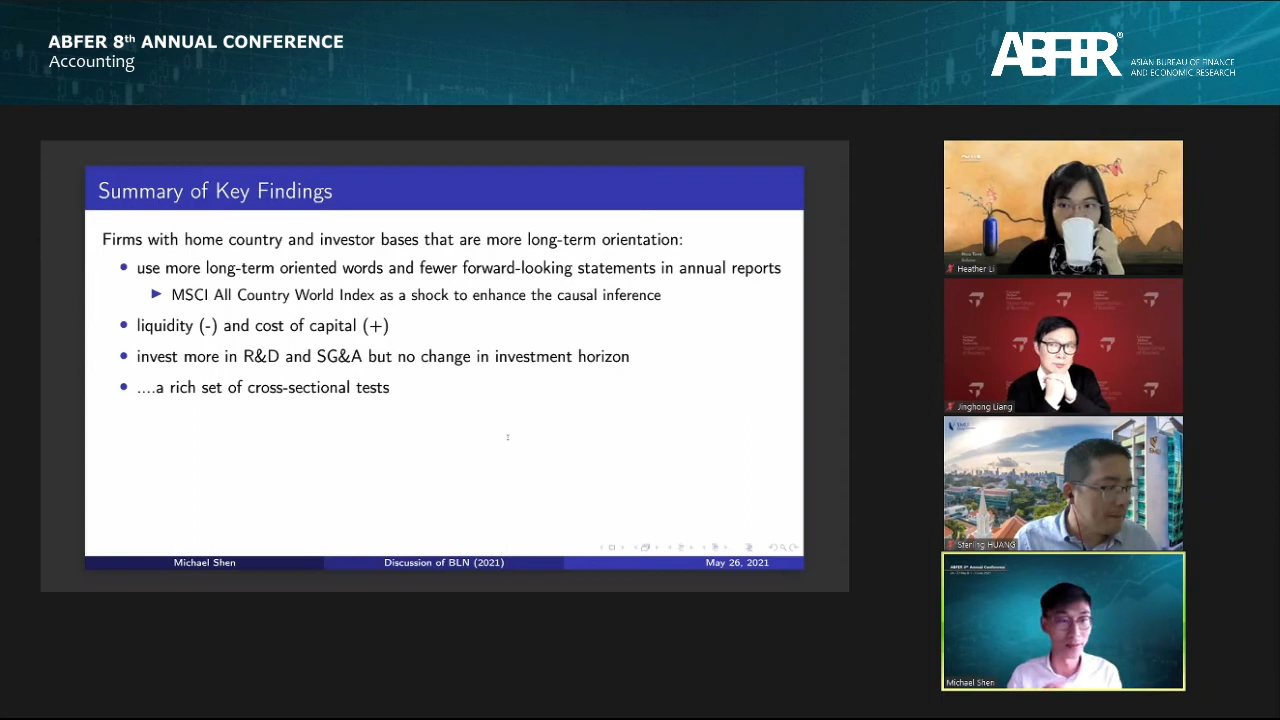 ABFER 8th ANNUAL CONFERENCE
Accounting
ABFER®
ASIAN BUREAU OF FINANCE
AND ECONOMIC RESEARCH
Summary of Key Findings
Firms with home country and investor bases that are more long-term orientation:
• use more long-term oriented words and fewer forward-looking statements in annual reports
▶ MSCI All Country World Index as a shock to enhance the causal inference
• liquidity (-) and cost of capital (+)
• invest more in R&D and SG&A but no change in investment horizon
• ....a rich set of cross-sectional tests
Michael Shen
Discussion of BLN (2021)
May 26, 2021
Heather Li
Jinghong Liang
SMU
Sterling HUANG
ABFER 8th Annual Conference
Michael Shen